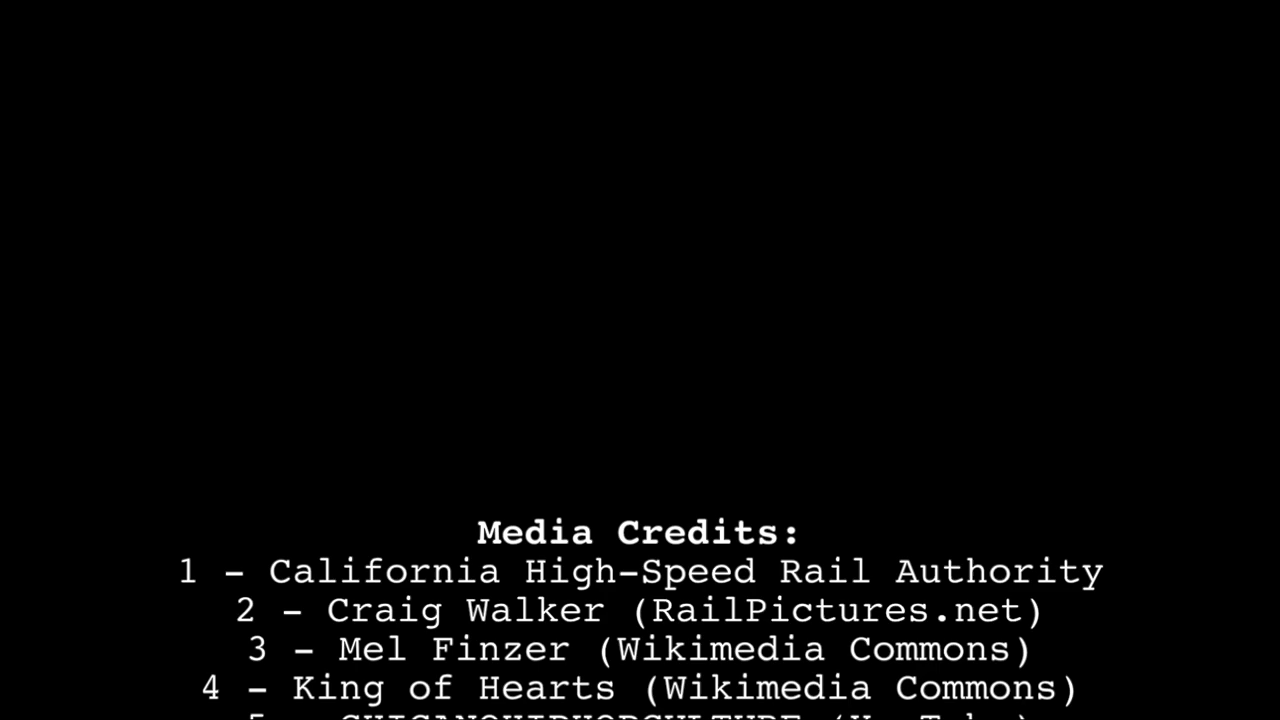 Media Credits:
1 – California High-Speed Rail Authority
2 – Craig Walker (RailPictures.net)
3 – Mel Finzer (Wikimedia Commons)
4 – King of Hearts (Wikimedia Commons)